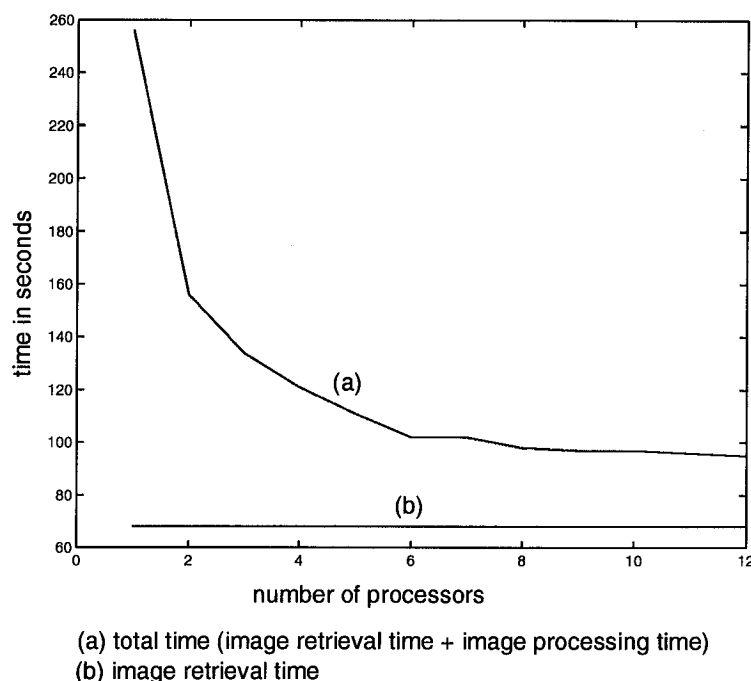 260
240
220
200
180
160
140
120
100
80
60
time in seconds
(a)
(b)
0 2 4 6 8 10 12
number of processors
(a) total time (image retrieval time + image processing time)
(b) image retrieval time